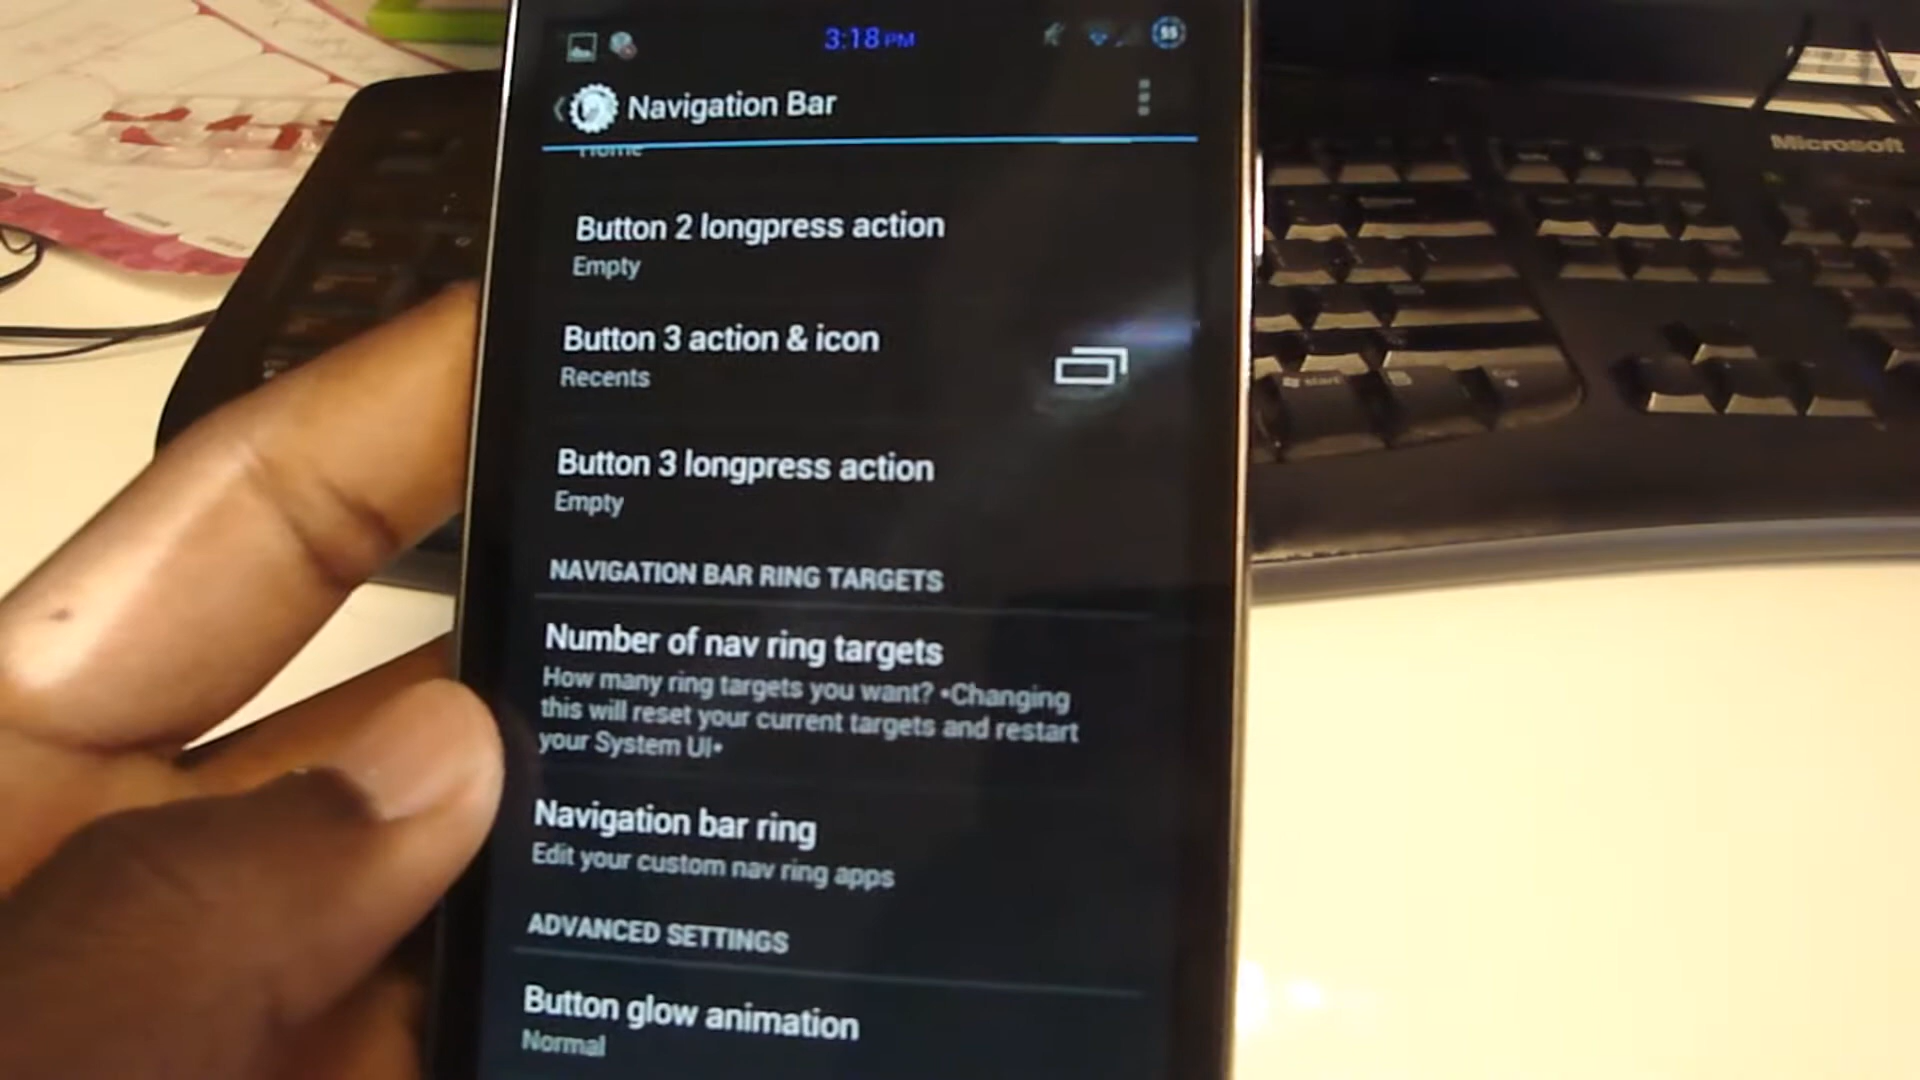 3:18 PM
55
Navigation Bar
Microsoft
Home
Button 2 longpress action
Empty
Button 3 action & icon
Recents
start
Button 3 longpress action
Empty
NAVIGATION BAR RING TARGETS
Number of nav ring targets
How many ring targets you want? •Changing
this will reset your current targets and restart
your System UI•
Navigation bar ring
Edit your custom nav ring apps
ADVANCED SETTINGS
Button glow animation
Normal